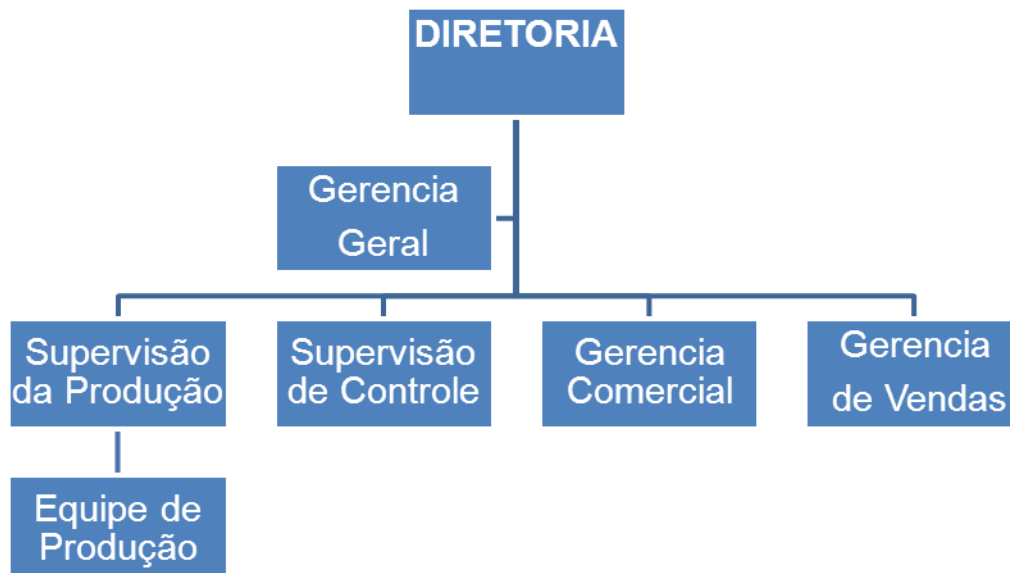 DIRETORIA
Gerencia
Geral
Supervisão
da Produção
Supervisão
de Controle
Gerencia
Comercial
Gerencia
de Vendas
Equipe de
Produção